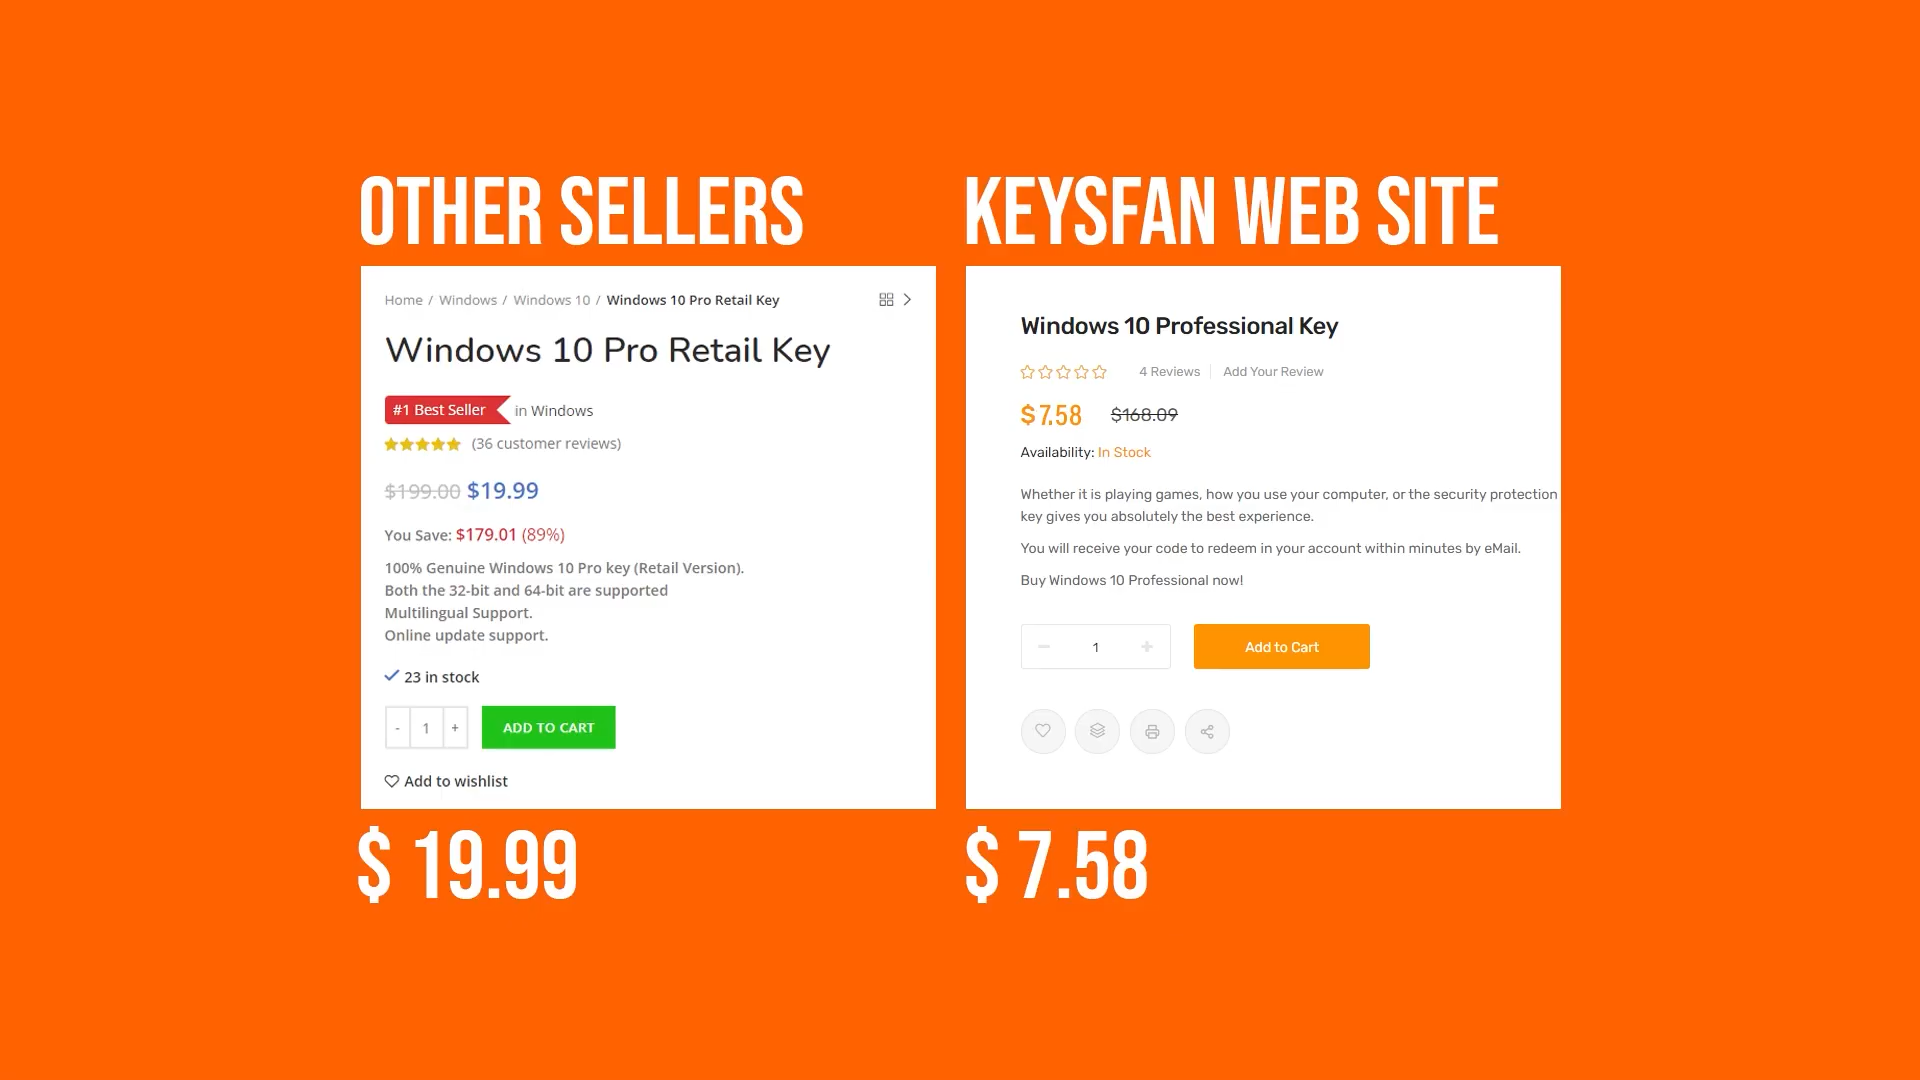 OTHER SELLERS
Home / Windows / Windows 10 / Windows 10 Pro Retail Key
Windows 10 Pro Retail Key
#1 Best Seller in Windows
(36 customer reviews)
$199.00 $19.99
You Save: $179.01 (89%)
100% Genuine Windows 10 Pro key (Retail Version).
Both the 32-bit and 64-bit are supported
Multilingual Support.
Online update support.
23 in stock
- 1 + ADD TO CART
Add to wishlist
$ 19.99
KEYSFAN WEB SITE
Windows 10 Professional Key
4 Reviews Add Your Review
$7.58 $168.09
Availability: In Stock
Whether it is playing games, how you use your computer, or the security protection
key gives you absolutely the best experience.
You will receive your code to redeem in your account within minutes by eMail.
Buy Windows 10 Professional now!
− 1 + Add to Cart
$ 7.58